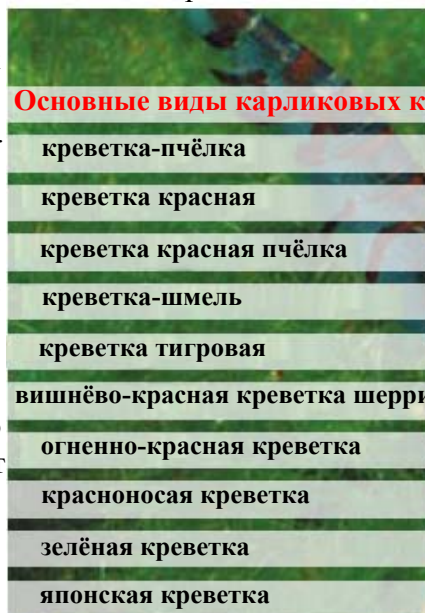 Основные виды карликовых
креветка-пчёлка
креветка красная
креветка красная пчёлка
креветка-шмель
креветка тигровая
вишнёво-красная креветка
огненно-красная креветка
красноносая креветка
зелёная креветка
японская креветка